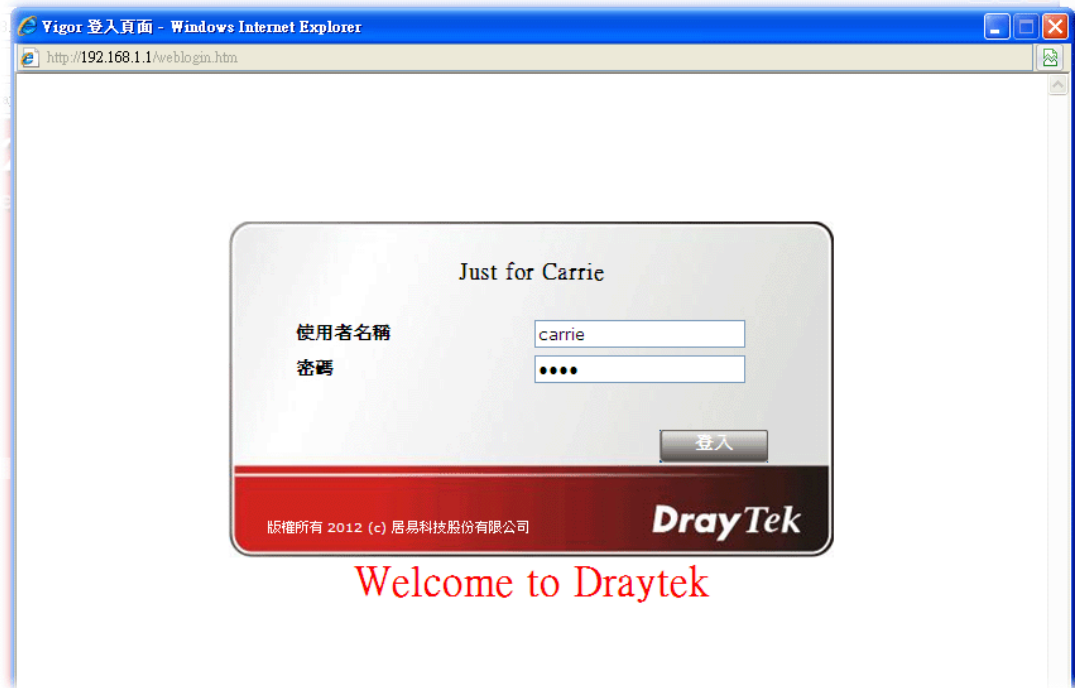 Vigor 登入頁面 - Windows Internet Explorer
http://192.168.1.1/weblogin.htm
Just for Carrie
使用者名稱 carrie
密碼 ••••
登入
版權所有 2012 (c) 居易科技股份有限公司
DrayTek
Welcome to Draytek